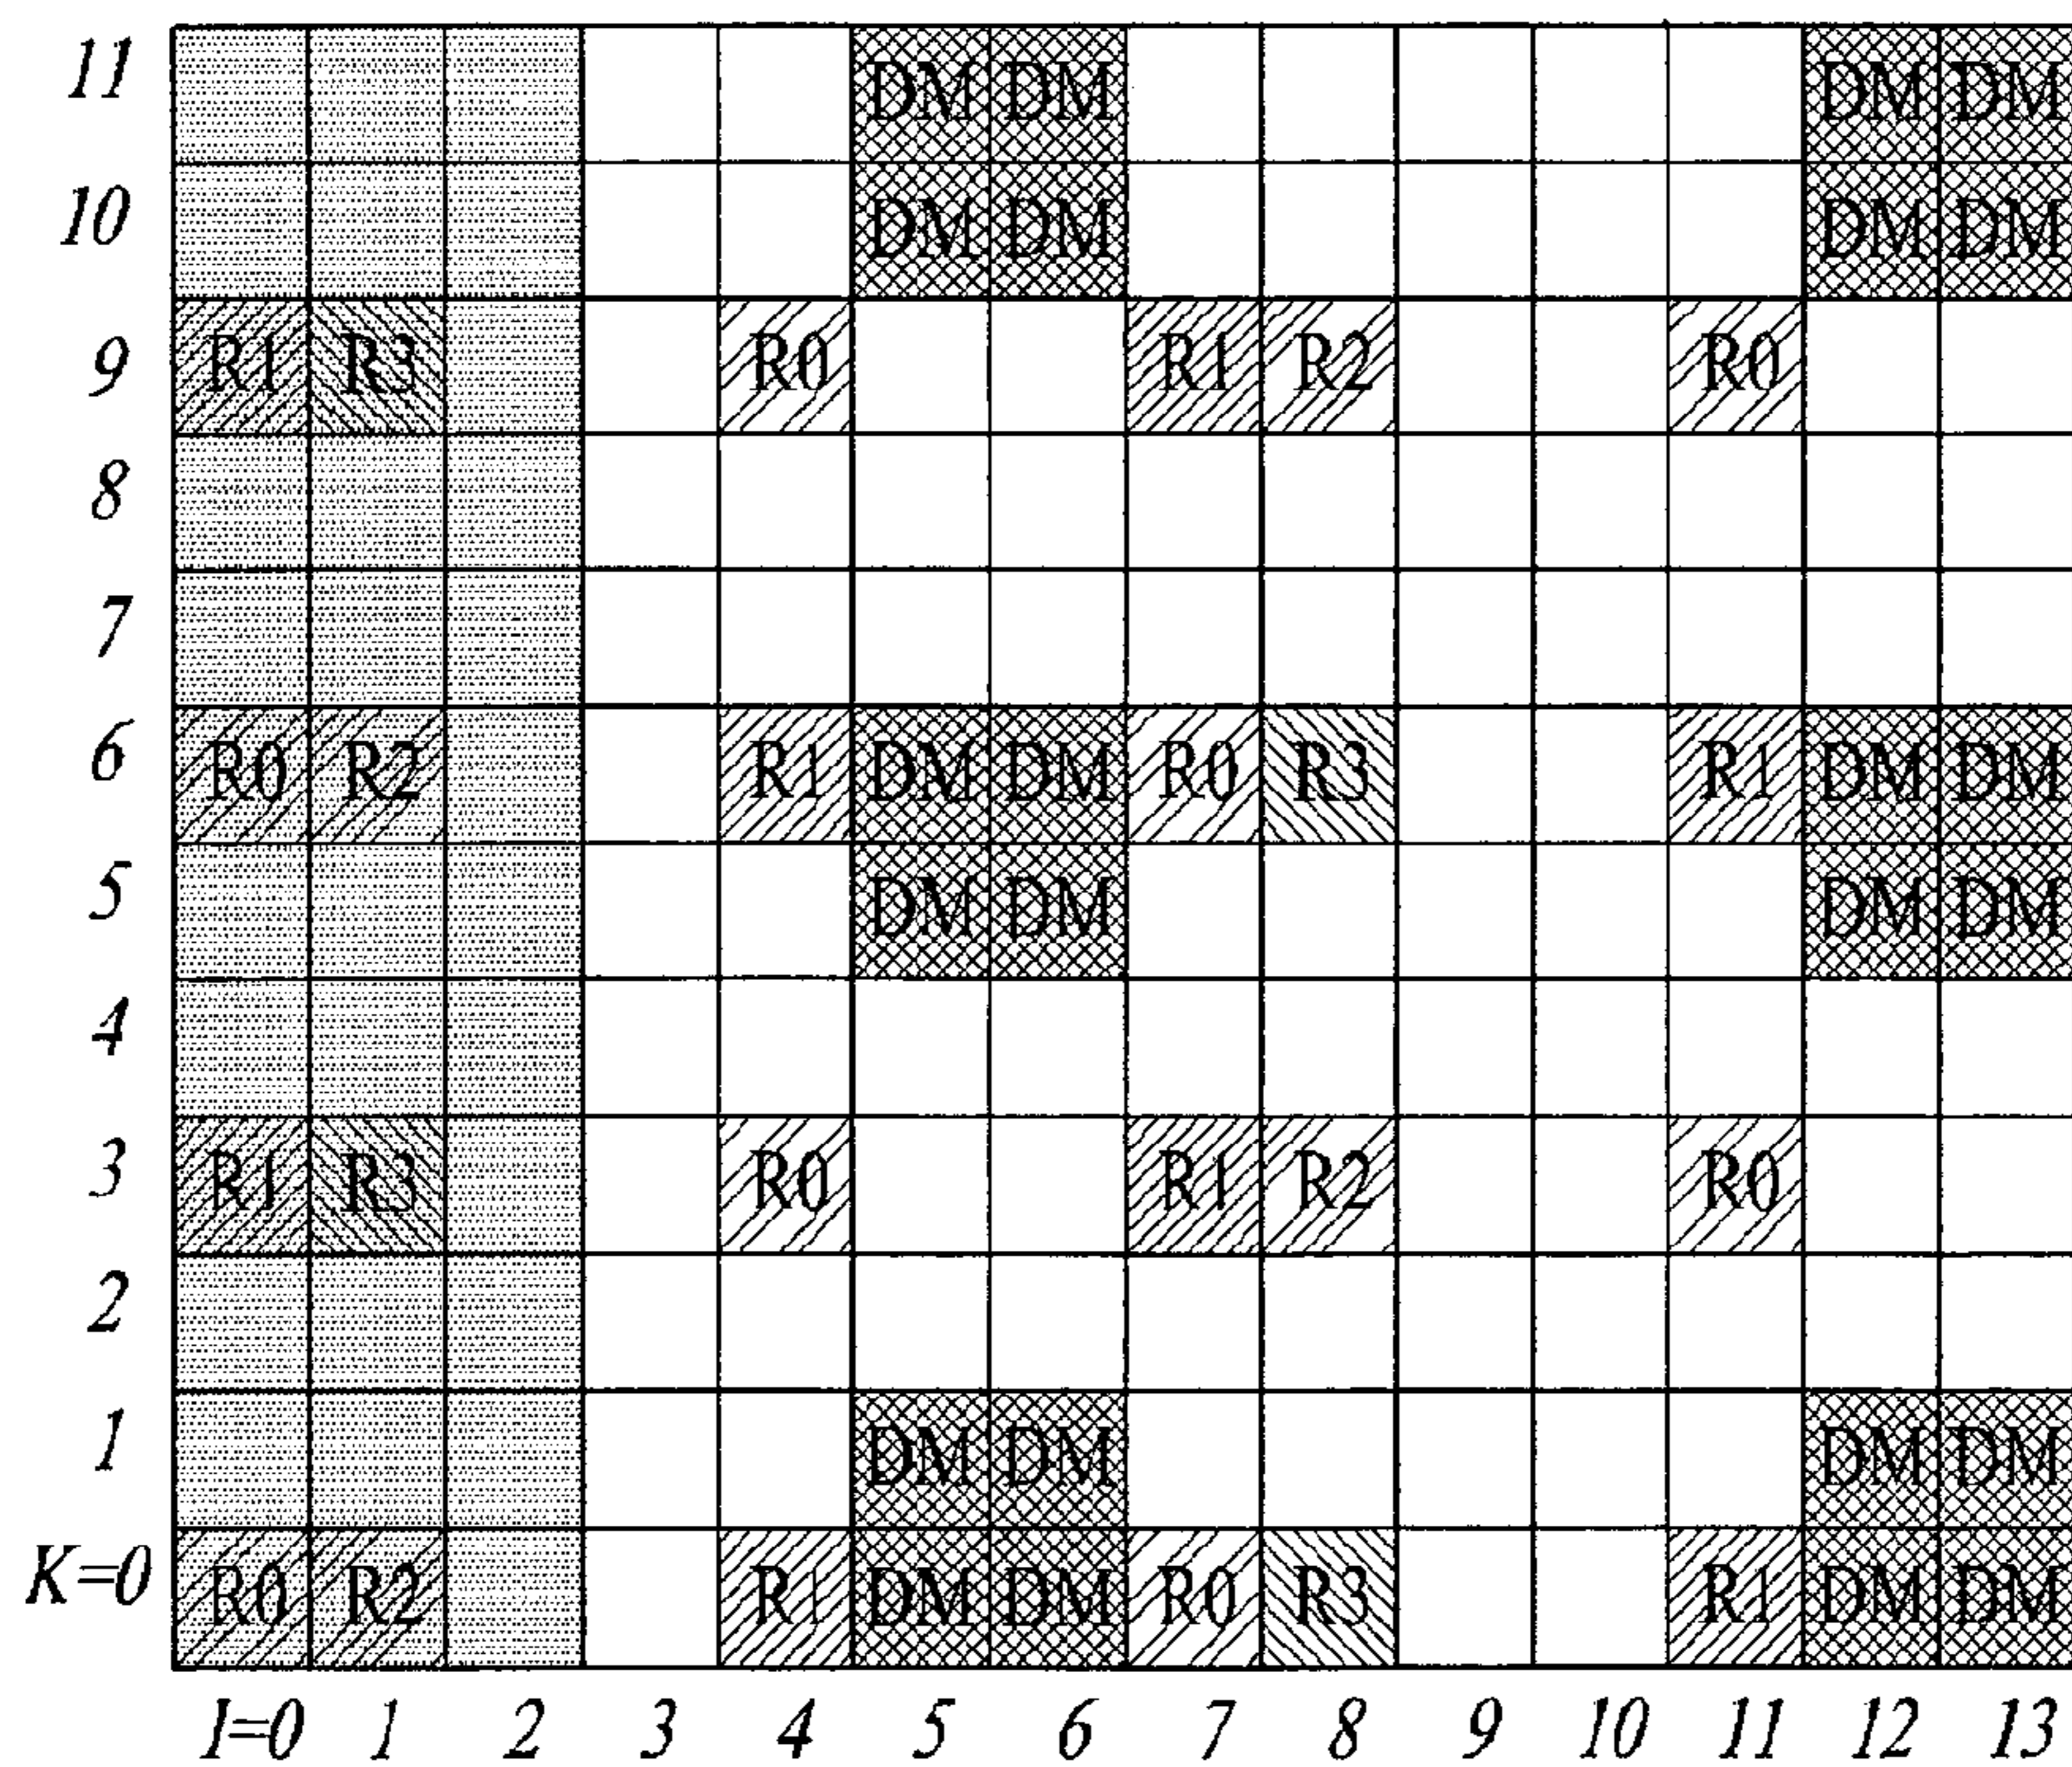 11 DM DM DM DM
10 DM DM DM DM
9 R1 R3 R0 R1 R2 R0
8
7
6 R0 R2 R1 DM DM R0 R3 R1 DM DM
5 DM DM DM DM
4
3 R1 R3 R0 R1 R2 R0
2
1 DM DM DM DM
K=0 R0 R2 R1 DM DM R0 R3 R1 DM DM
l=0 1 2 3 4 5 6 7 8 9 10 11 12 13